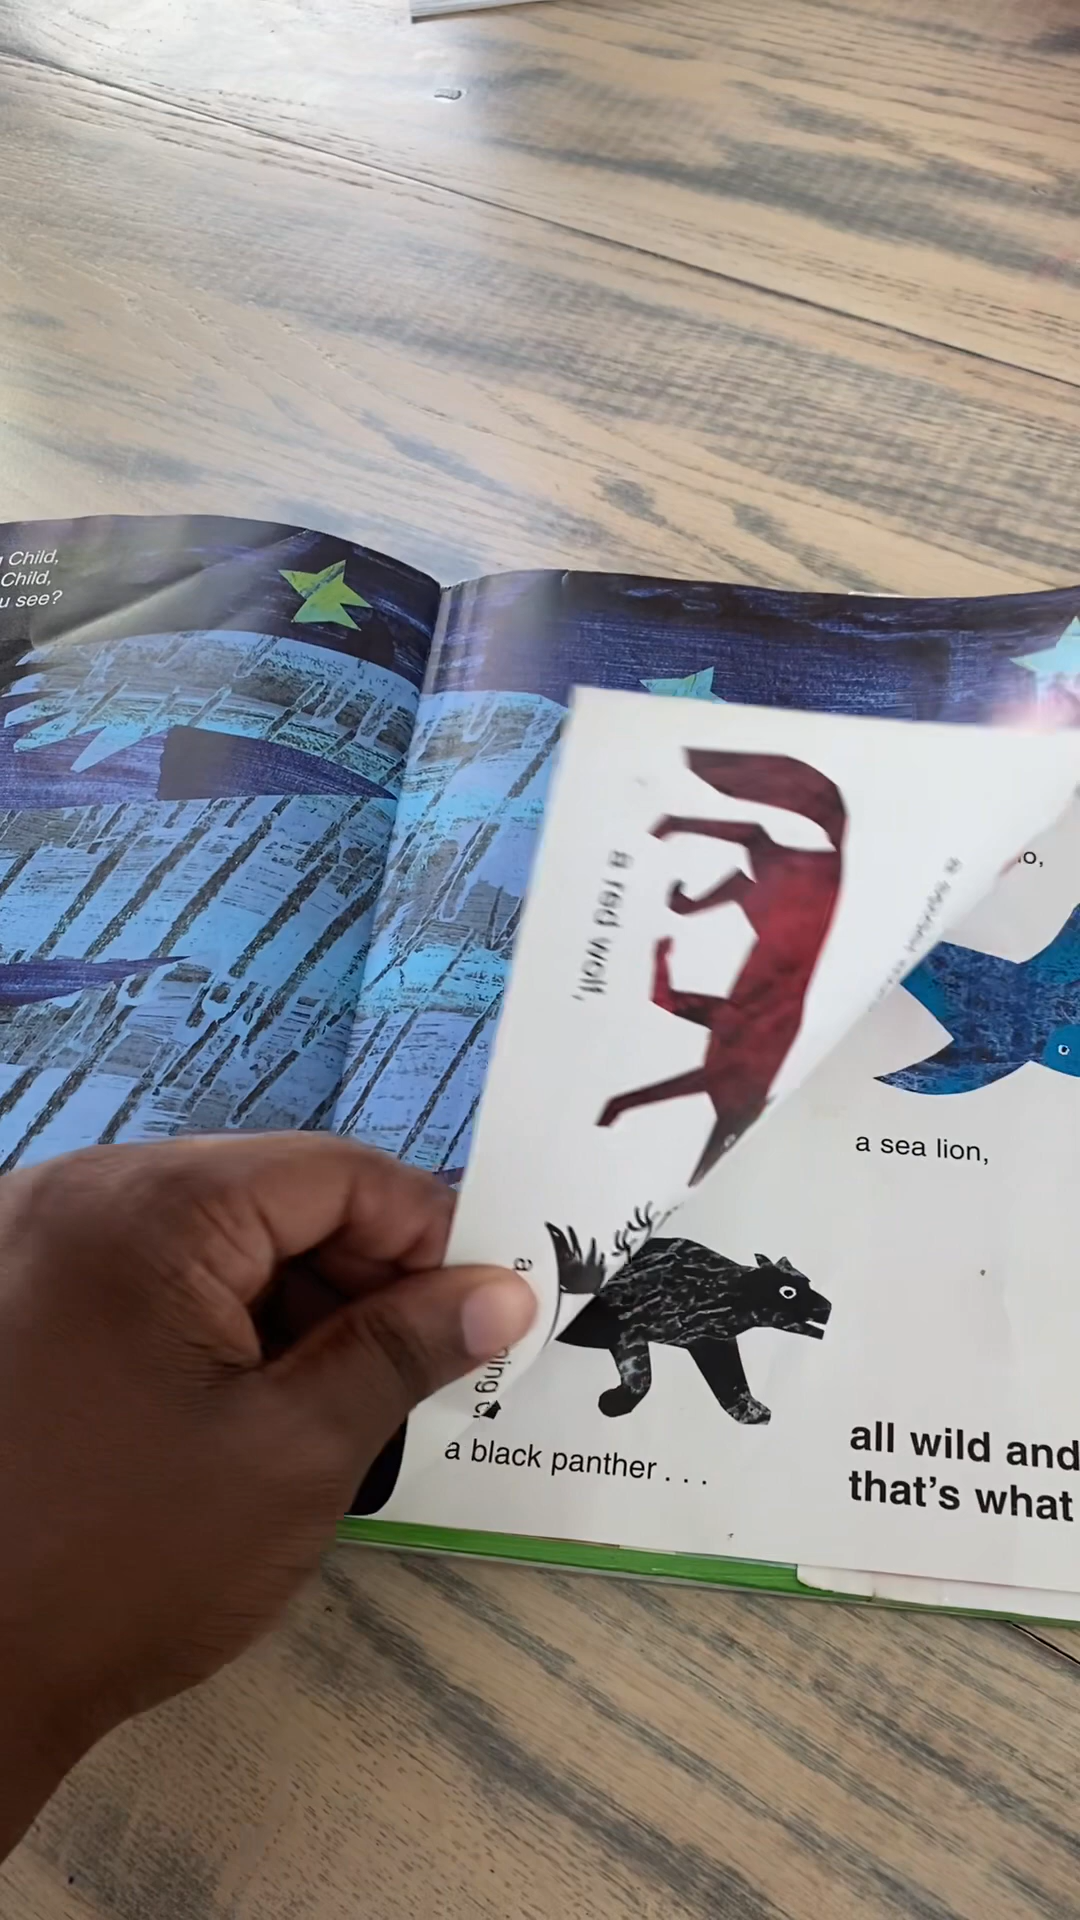 Child,
Child,
see?
a red wolf,
a
a sea lion,
a black panther . . .
all wild and
that's what